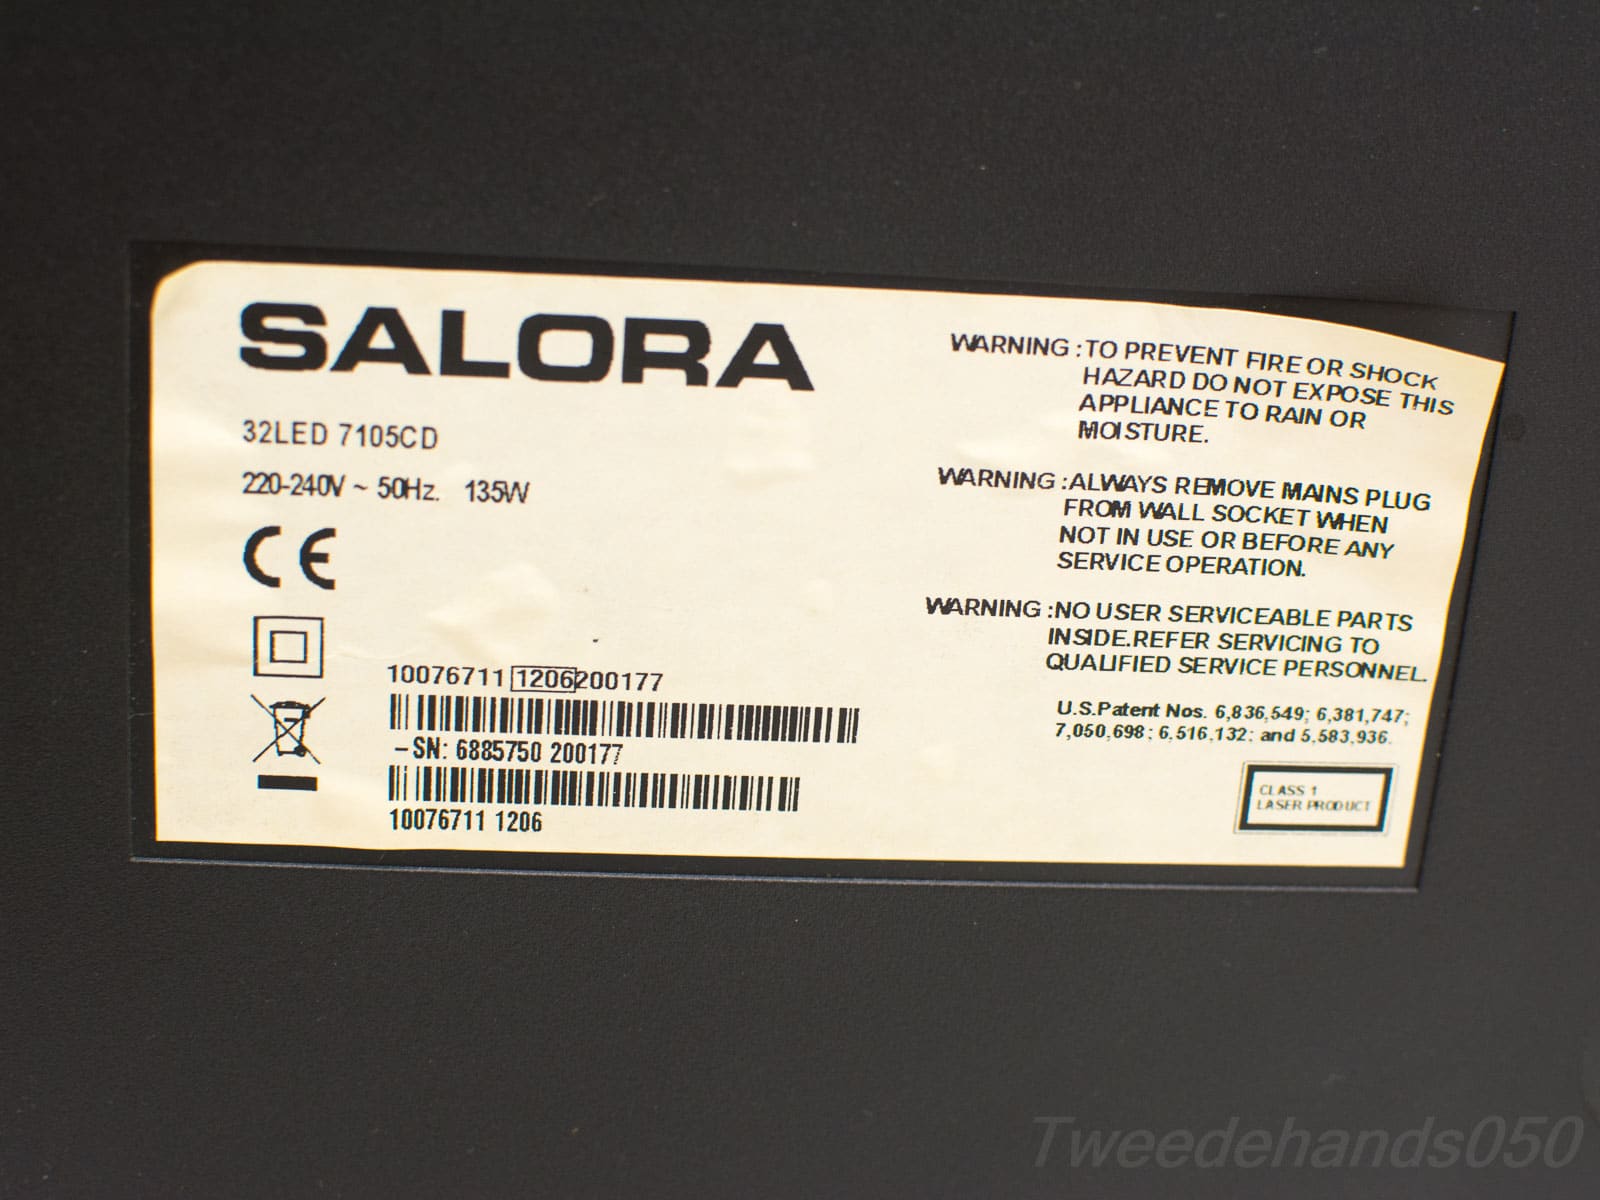 SALORA
32LED 7105CD
220-240V ~ 50Hz. 135W
CE
10076711 1206200177
-SN: 6885750 200177
10076711 1206
WARNING :TO PREVENT FIRE OR SHOCK
HAZARD DO NOT EXPOSE THIS
APPLIANCE TO RAIN OR
MOISTURE.
WARNING :ALWAYS REMOVE MAINS PLUG
FROM WALL SOCKET WHEN
NOT IN USE OR BEFORE ANY
SERVICE OPERATION.
WARNING :NO USER SERVICEABLE PARTS
INSIDE.REFER SERVICING TO
QUALIFIED SERVICE PERSONNEL.
U.S.Patent Nos. 6,836,549; 6,381,747;
7,050,698; 6,516,132; and 5,583,936.
CLASS 1
LASER PRODUCT
Tweedehands050